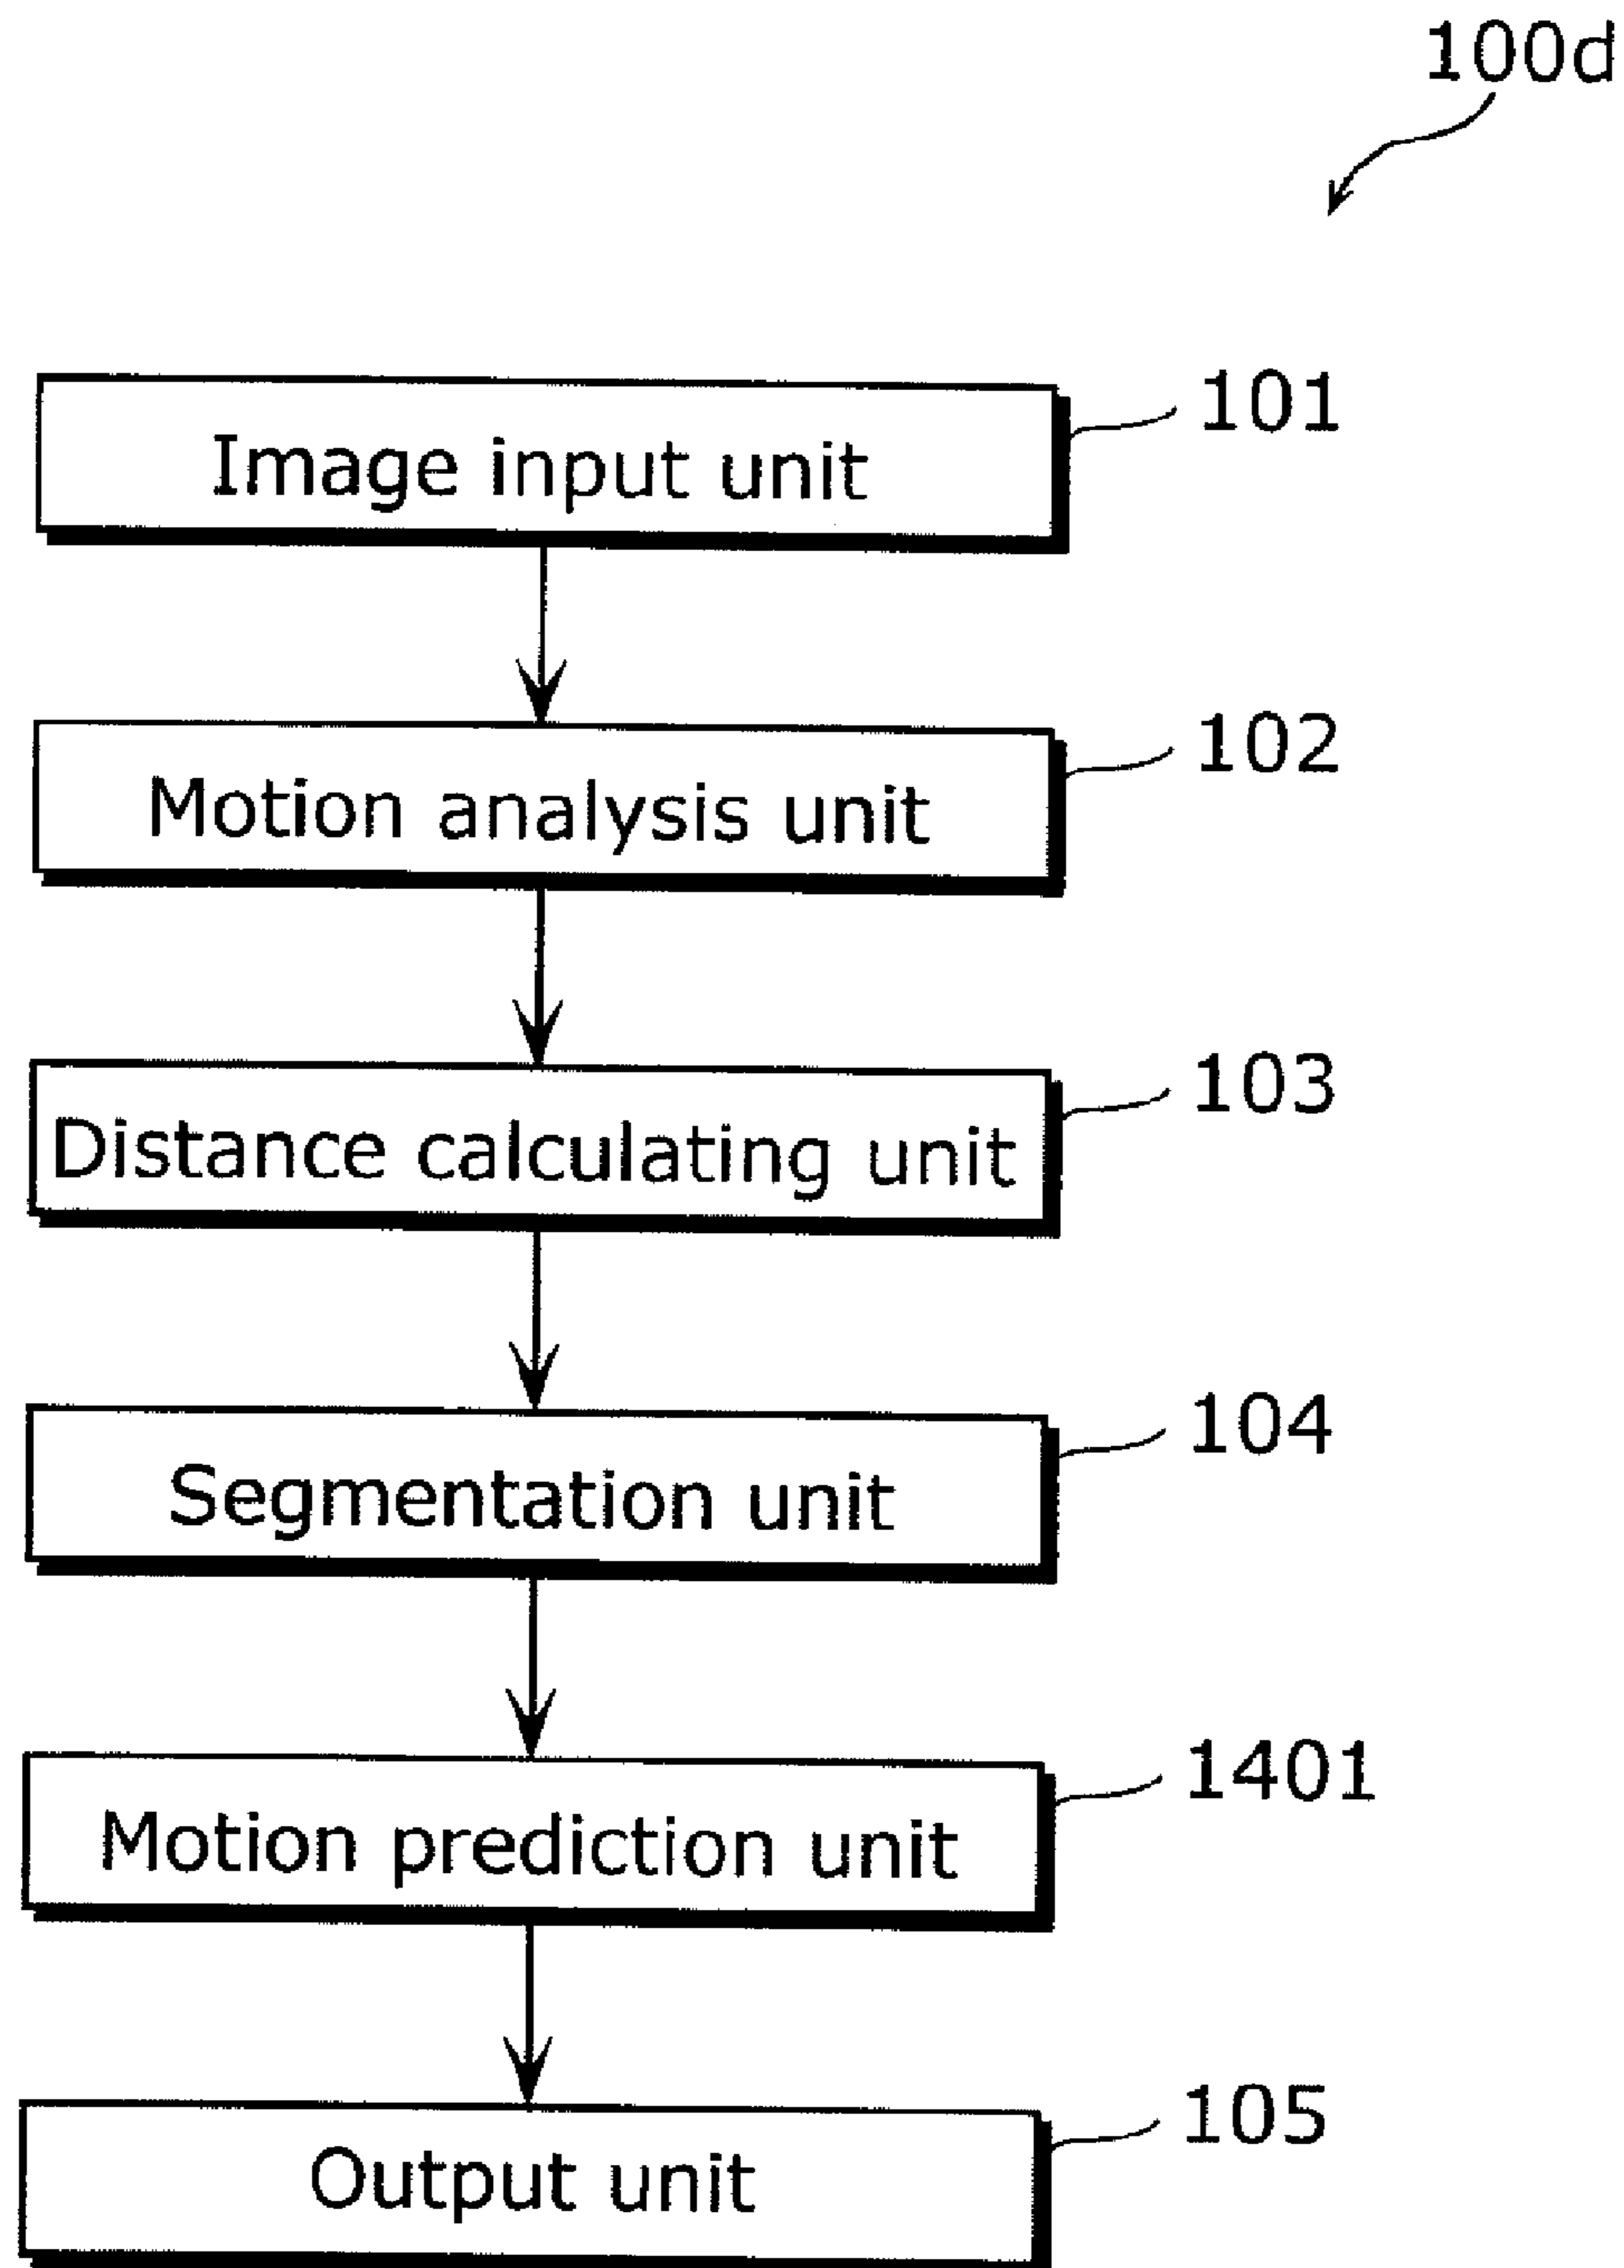 100d
Image input unit
101
Motion analysis unit
102
Distance calculating unit
103
Segmentation unit
104
Motion prediction unit
1401
Output unit
105